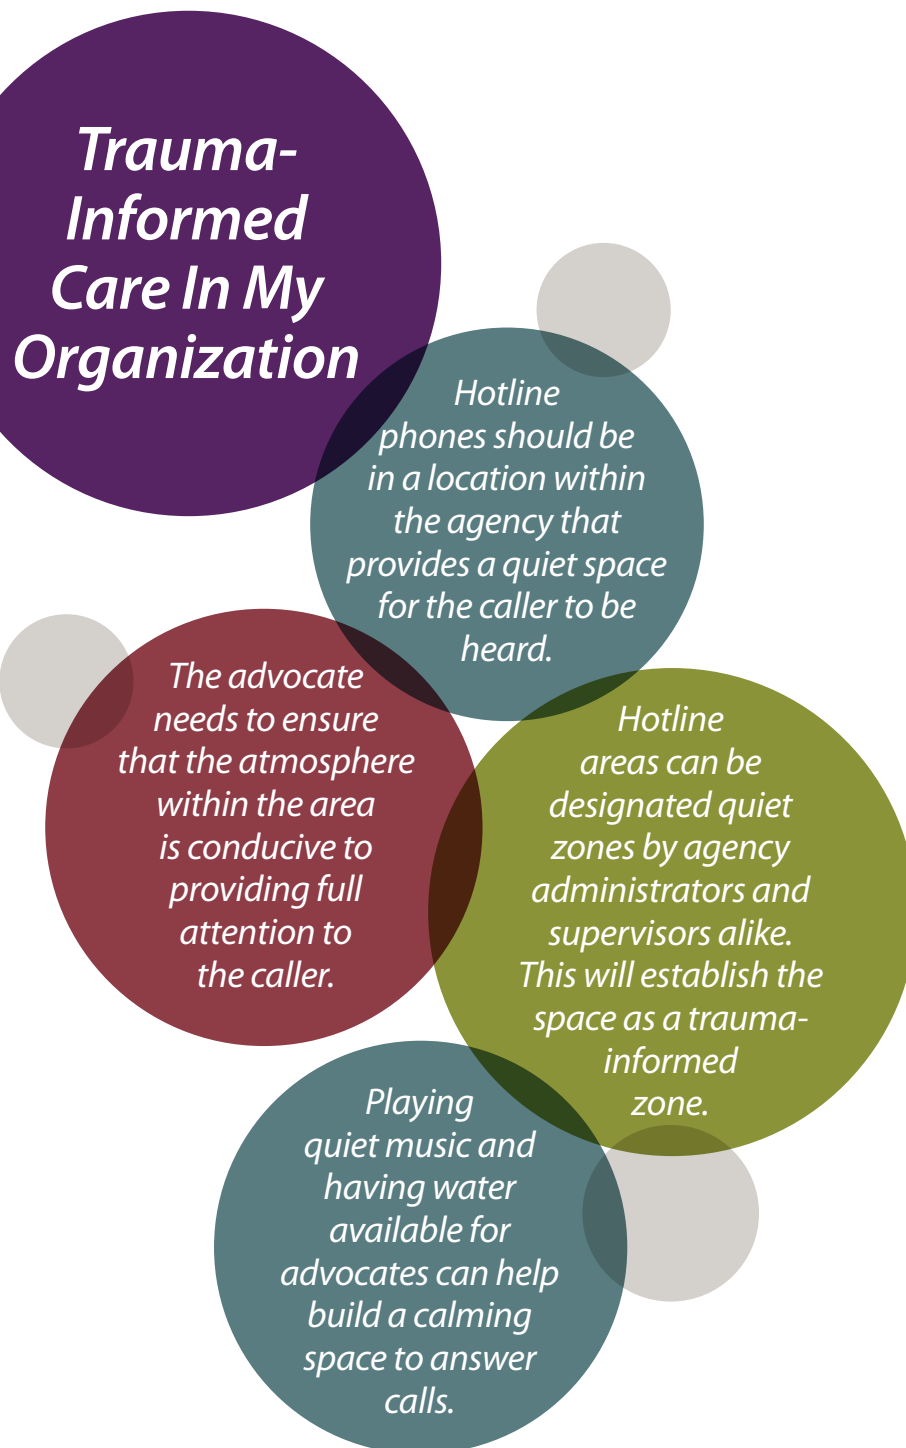 Trauma-
Informed
Care In My
Organization
Hotline
phones should be
in a location within
the agency that
provides a quiet space
for the caller to be
heard.
The advocate
needs to ensure
that the atmosphere
within the area
is conducive to
providing full
attention to
the caller.
Hotline
areas can be
designated quiet
zones by agency
administrators and
supervisors alike.
This will establish the
space as a trauma-
informed
zone.
Playing
quiet music and
having water
available for
advocates can help
build a calming
space to answer
calls.